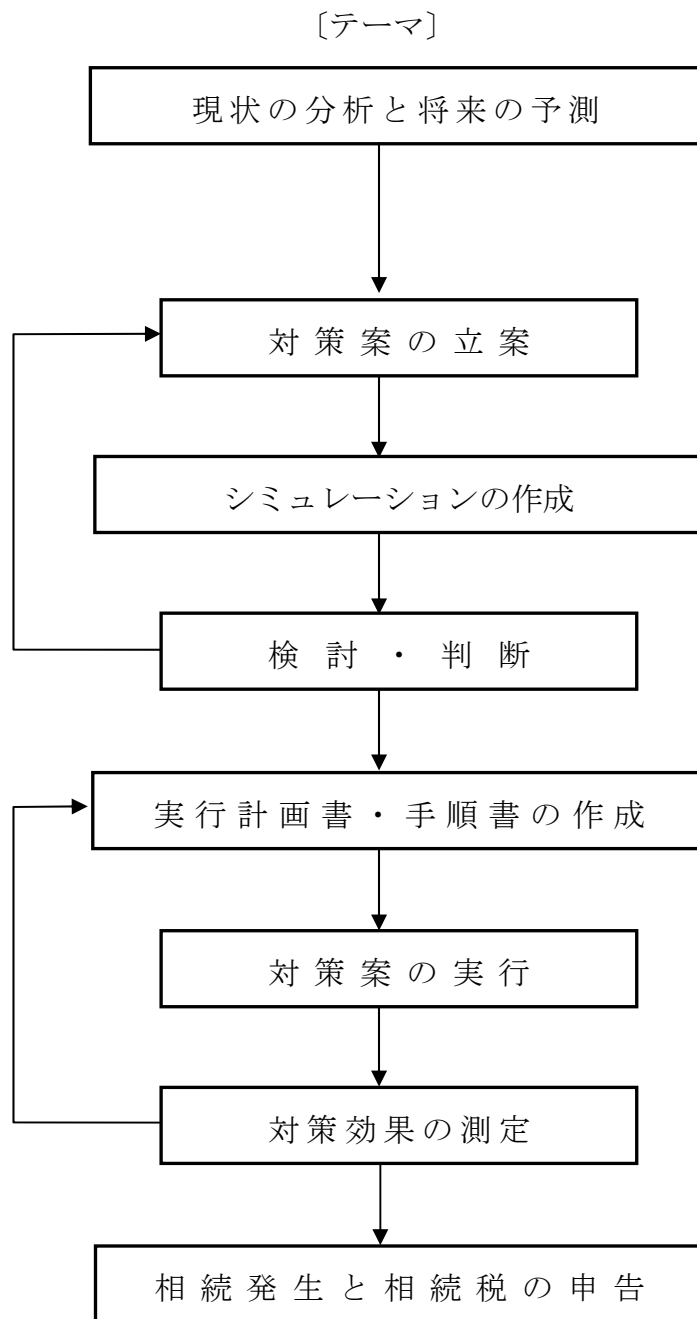 〔テーマ〕
現状の分析と将来の予測
対策案の立案
シミュレーションの作成
検討・判断
実行計画書・手順書の作成
対策案の実行
対策効果の測定
相続発生と相続税の申告